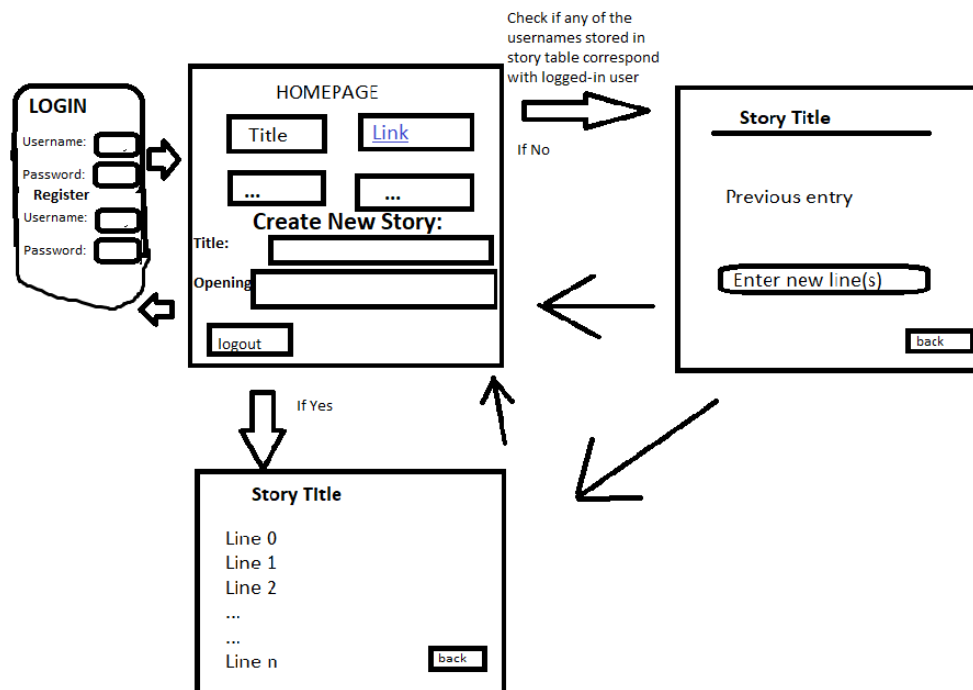 Check if any of the
usernames stored in
story table correspond
with logged-in user
If No
LOGIN
Username:
Password:
Register
Username:
Password:
HOMEPAGE
Title
Link
...
...
Create New Story:
Title:
Opening
logout
Story Title
Previous entry
Enter new line(s)
back
If Yes
Story TItle
Line 0
Line 1
Line 2
...
...
Line n
back